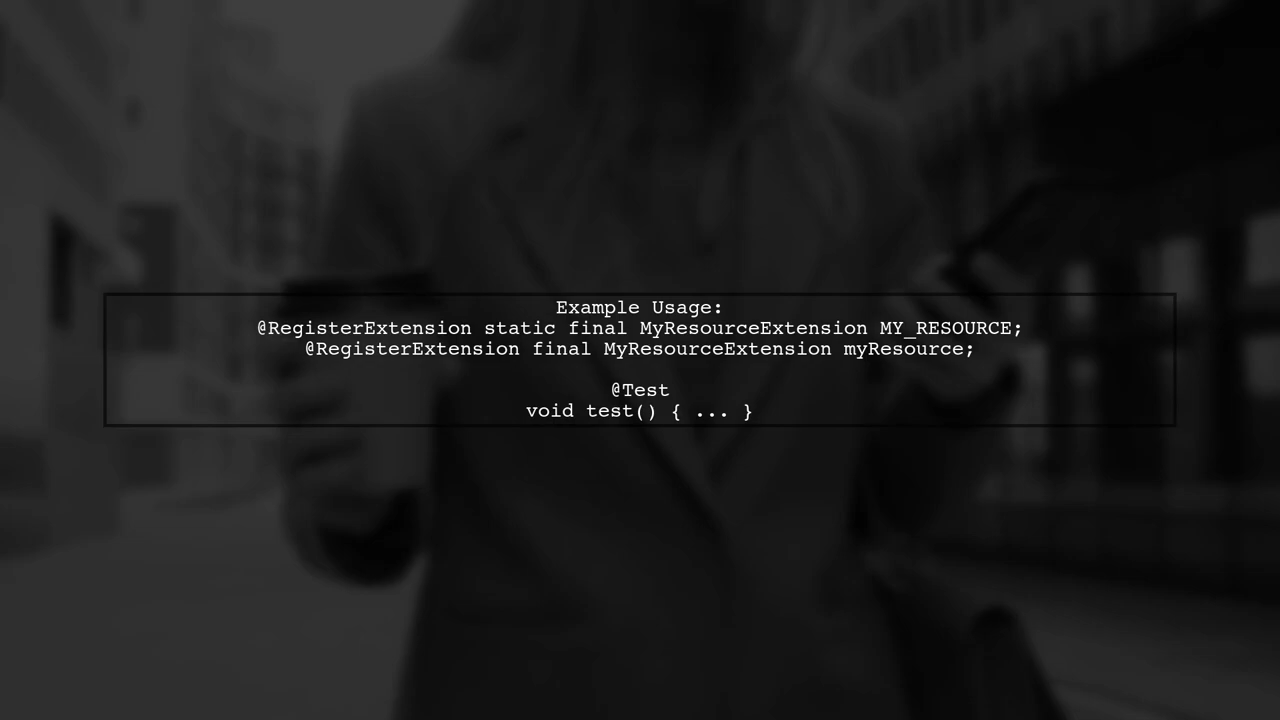 Example Usage:
@RegisterExtension static final MyResourceExtension MY_RESOURCE;
@RegisterExtension final MyResourceExtension myResource;
@Test
void test() { ... }